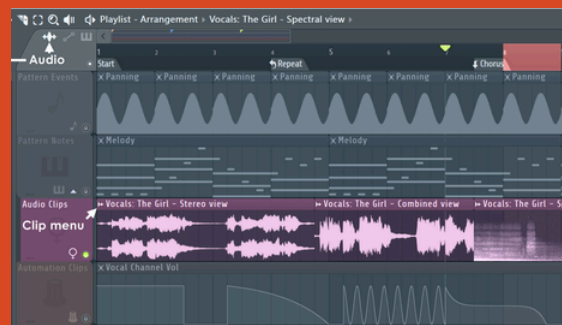 Playlist - Arrangement › Vocals: The Girl - Spectral view ›
Audio
1 2 3 4 5 6 7 8
Start Repeat Chorus
Pattern Events
x Panning x Panning x Panning x Panning x Panning x Panning x Panning x Panning
Pattern Notes
x Melody x Melody
Audio Clips
Vocals: The Girl - Stereo view Vocals: The Girl - Combined view Vocals: The Girl - S
Clip menu
Automation Clips
x Vocal Channel Vol